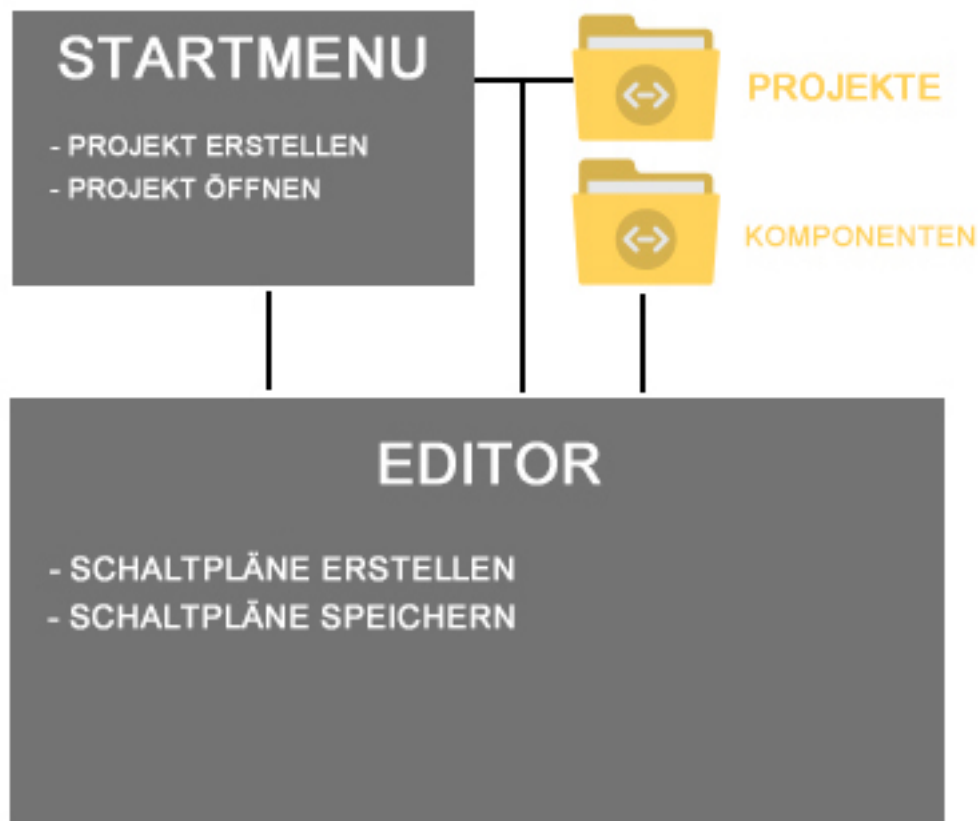 STARTMENU
- PROJEKT ERSTELLEN
- PROJEKT ÖFFNEN
PROJEKTE
KOMPONENTEN
EDITOR
- SCHALTPLÄNE ERSTELLEN
- SCHALTPLÄNE SPEICHERN